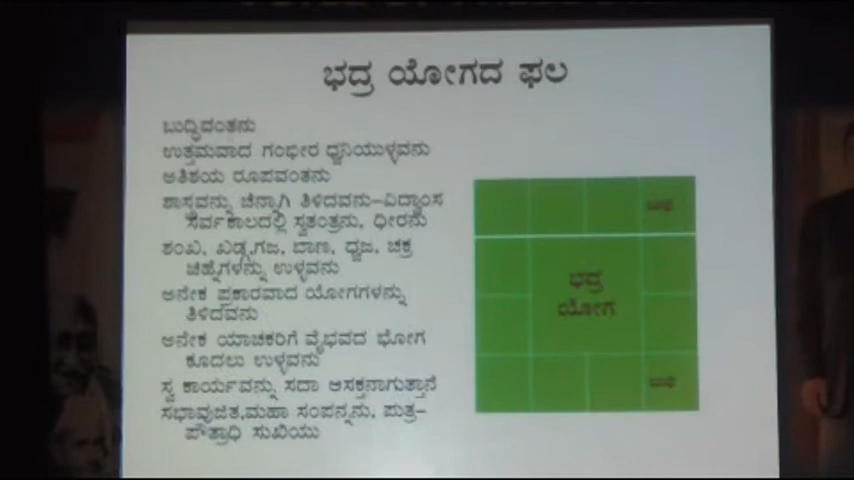 ಭದ್ರ ಯೋಗದ ಫಲ
ಬುದ್ಧಿವಂತನು
ಉತ್ತಮವಾದ ಗಂಭೀರ ಧ್ವನಿಯುಳ್ಳವನು
ಅತಿಶಯ ರೂಪವಂತನು
ಶಾಸ್ತ್ರವನ್ನು ಚೆನ್ನಾಗಿ ತಿಳಿದವನು-ವಿದ್ವಾಂಸ
ಸರ್ವಕಾಲದಲ್ಲಿ ಸ್ವತಂತ್ರನು, ಧೀರನು
ಶಂಖ, ಖಡ್ಗ,ಗಜ, ಬಾಣ, ಧ್ವಜ, ಚಕ್ರ
ಚಿಹ್ನೆಗಳನ್ನು ಉಳ್ಳವನು
ಅನೇಕ ಪ್ರಕಾರವಾದ ಯೋಗಗಳನ್ನು
ತಿಳಿದವನು
ಅನೇಕ ಯಾಚಕರಿಗೆ ವೈಭವದ ಭೋಗ
ಕೂದಲು ಉಳ್ಳವನು
ಸ್ವ ಕಾರ್ಯವನ್ನು ಸದಾ ಆಸಕ್ತನಾಗುತ್ತಾನೆ
ಸಭಾಪೂಜಿತ,ಮಹಾ ಸಂಪನ್ನನು, ಪುತ್ರ-
ಪೌತ್ರಾಧಿ ಸುಖಿಯು
ಬುಧ
ಭದ್ರ
ಯೋಗ
ಬುಧ